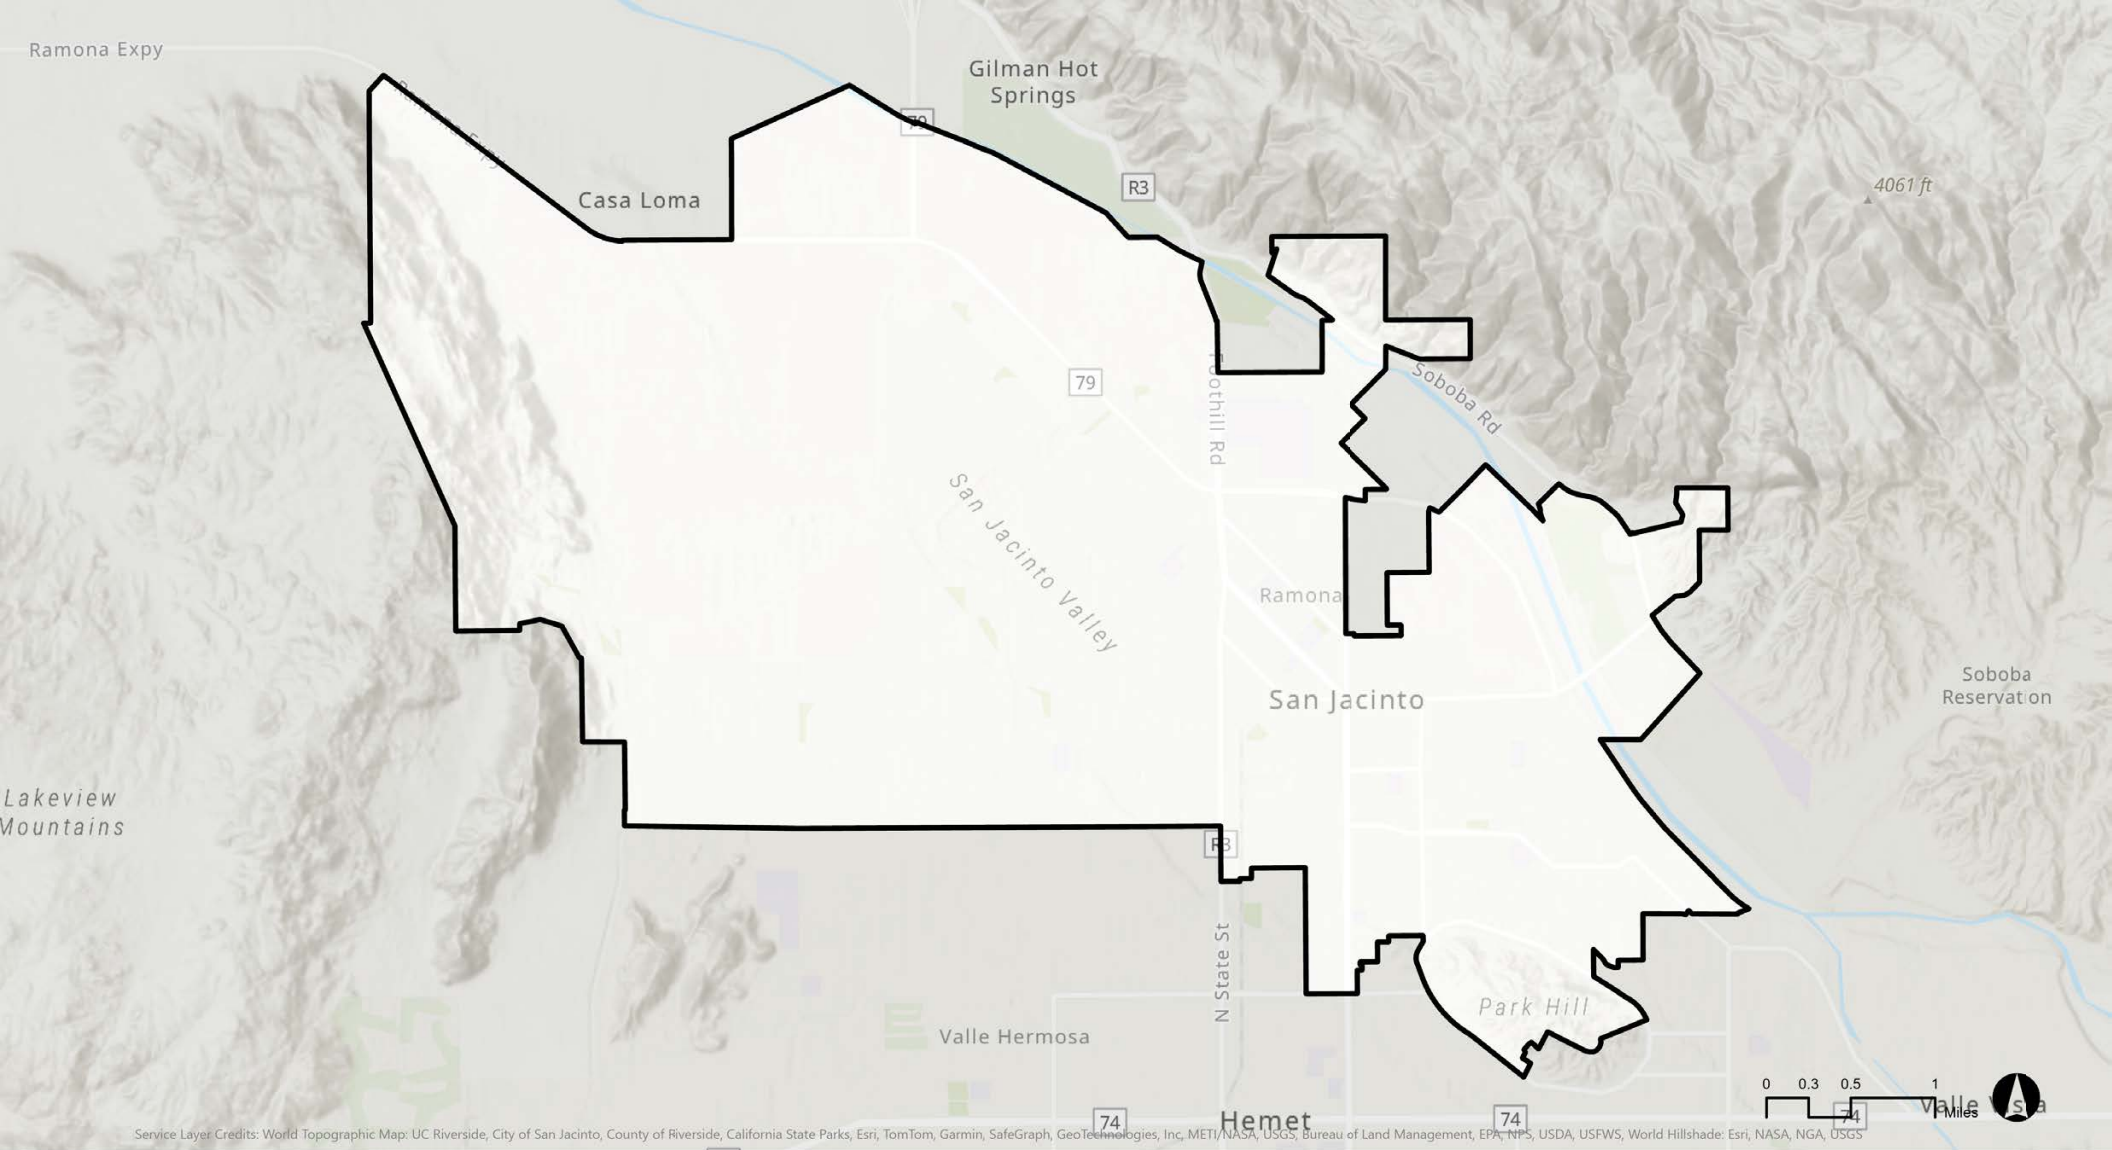 Ramona Expy
Gilman Hot
Springs
Ramona Expy
79
R3
4061 ft
Casa Loma
79
Foothill Rd
Soboba Rd
San Jacinto Valley
Ramona
San Jacinto
Soboba
Reservation
Lakeview
Mountains
R3
N State St
Park Hill
Valle Hermosa
0 0.3 0.5 1
Miles
74
Hemet
74
74
Valle Vista
Service Layer Credits: World Topographic Map: UC Riverside, City of San Jacinto, County of Riverside, California State Parks, Esri, TomTom, Garmin, SafeGraph, GeoTechnologies, Inc, METI/NASA, USGS, Bureau of Land Management, EPA, NPS, USDA, USFWS, World Hillshade: Esri, NASA, NGA, USGS